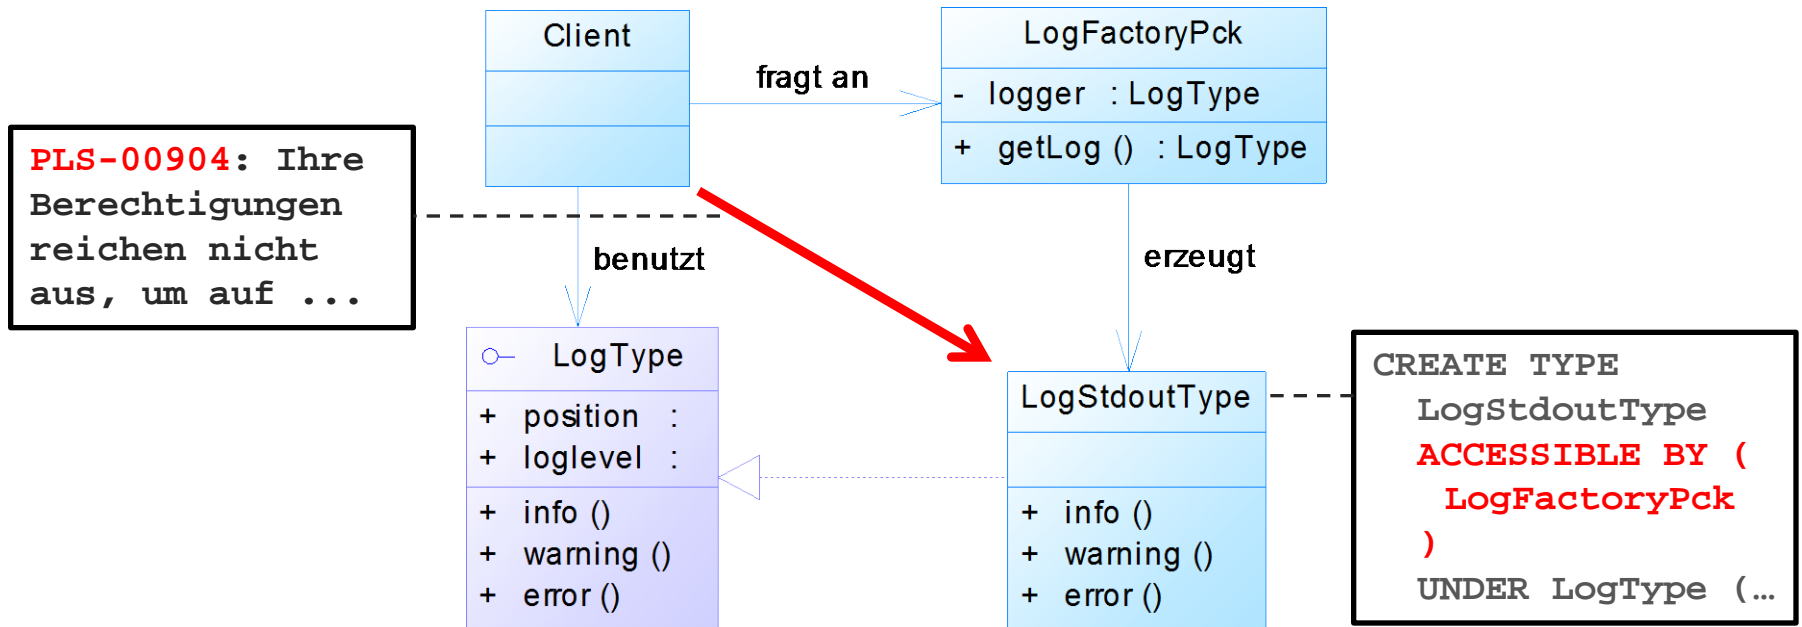 Client
LogFactoryPck
fragt an
- logger : LogType
+ getLog () : LogType
PLS-00904: Ihre
Berechtigungen
reichen nicht
aus, um auf ...
benutzt
erzeugt
LogType
+ position :
+ loglevel :
+ info ()
+ warning ()
+ error ()
LogStdoutType
+ info ()
+ warning ()
+ error ()
CREATE TYPE
LogStdoutType
ACCESSIBLE BY (
LogFactoryPck
)
UNDER LogType (…